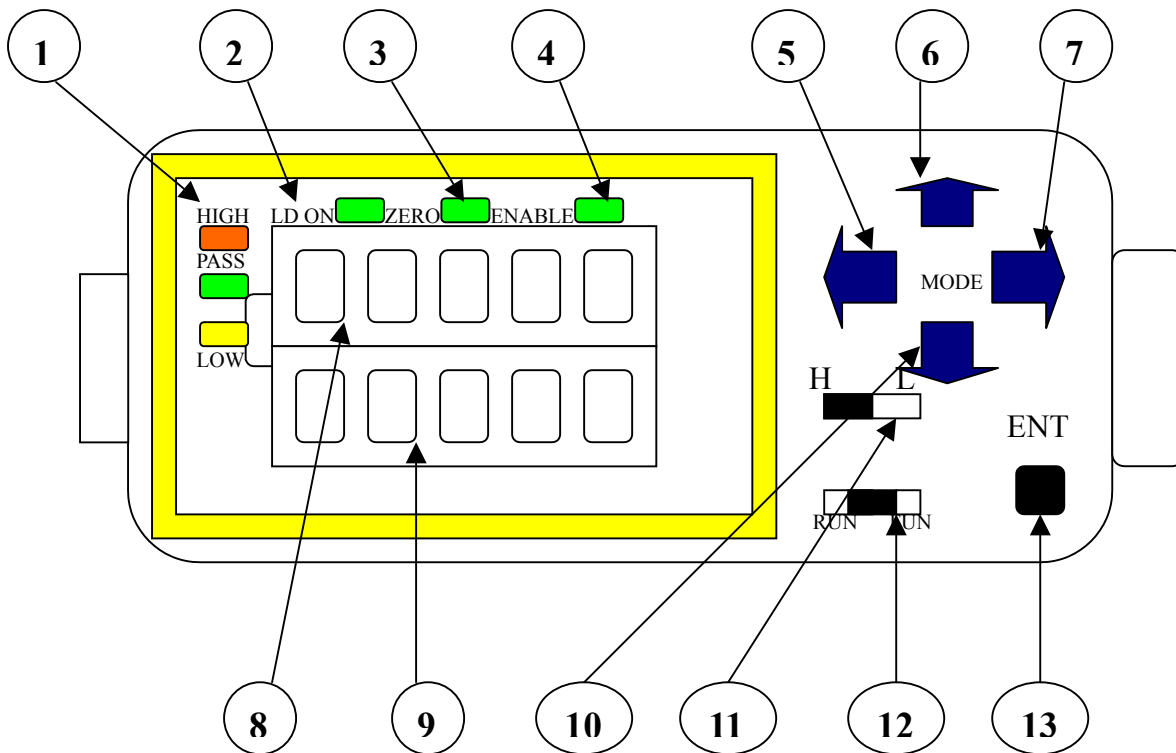 1 2 3 4 5 6 7
HIGH LD ON ZERO ENABLE
PASS
LOW
MODE
H L
ENT
RUN FUN
8 9 10 11 12 13